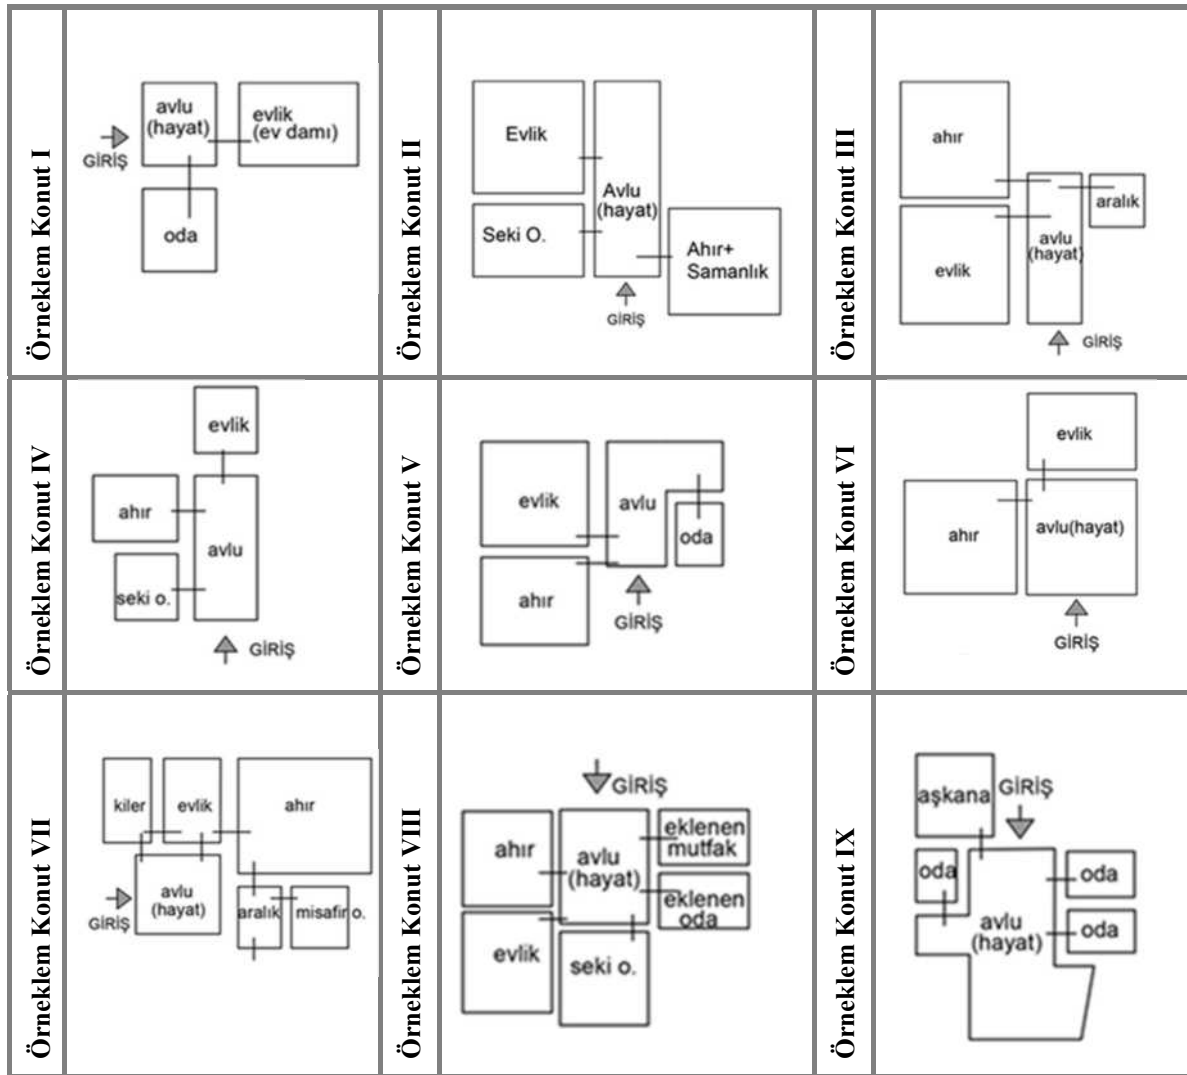 Örneklem Konut I
avlu
(hayat)
evlik
(ev damı)
GİRİŞ
oda
Örneklem Konut II
Evlik
Avlu
(hayat)
Seki O.
Ahır+
Samanlık
GİRİŞ
Örneklem Konut III
ahır
aralık
avlu
(hayat)
evlik
GİRİŞ
Örneklem Konut IV
evlik
ahır
avlu
seki o.
GİRİŞ
Örneklem Konut V
evlik
avlu
oda
ahır
GİRİŞ
Örneklem Konut VI
evlik
ahır
avlu(hayat)
GİRİŞ
Örneklem Konut VII
kiler
evlik
ahır
avlu
(hayat)
GİRİŞ
aralık
misafir o.
Örneklem Konut VIII
GİRİŞ
ahır
avlu
(hayat)
eklenen
mutfak
eklenen
oda
evlik
seki o.
Örneklem Konut IX
aşkana
GİRİŞ
oda
oda
avlu
(hayat)
oda